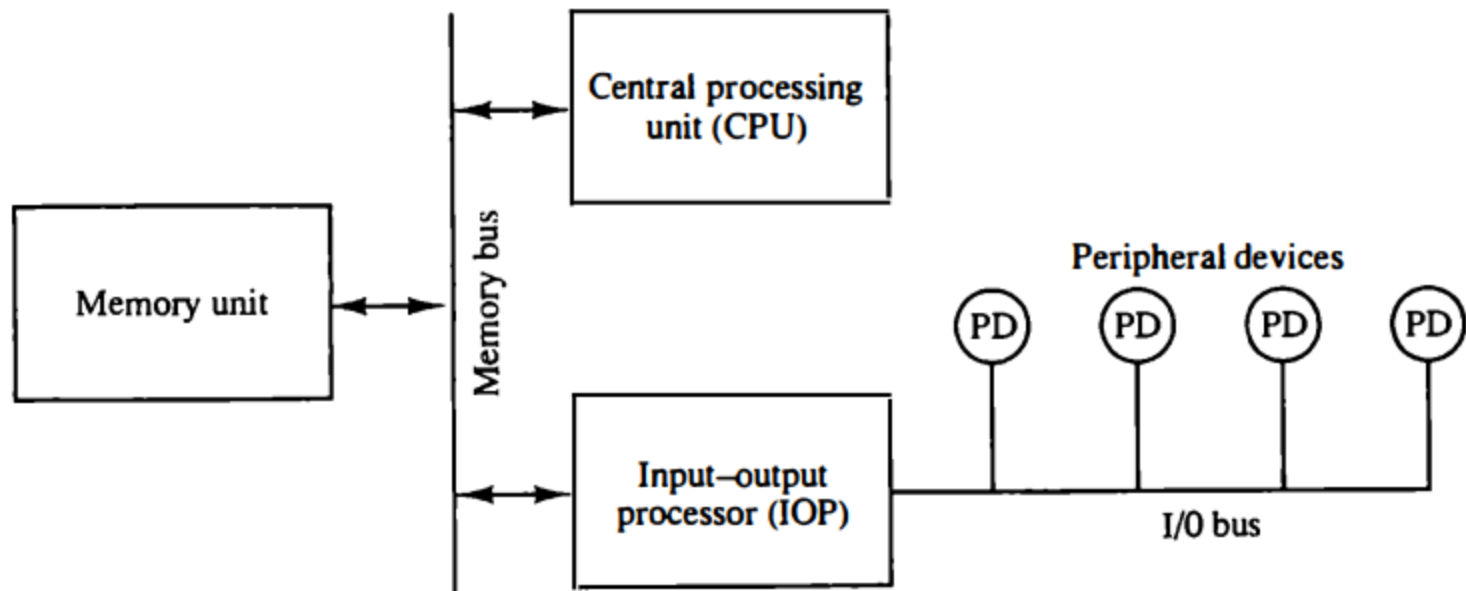 Central processing
unit (CPU)
Memory unit
Memory bus
Peripheral devices
PD PD PD PD
Input–output
processor (IOP)
I/0 bus